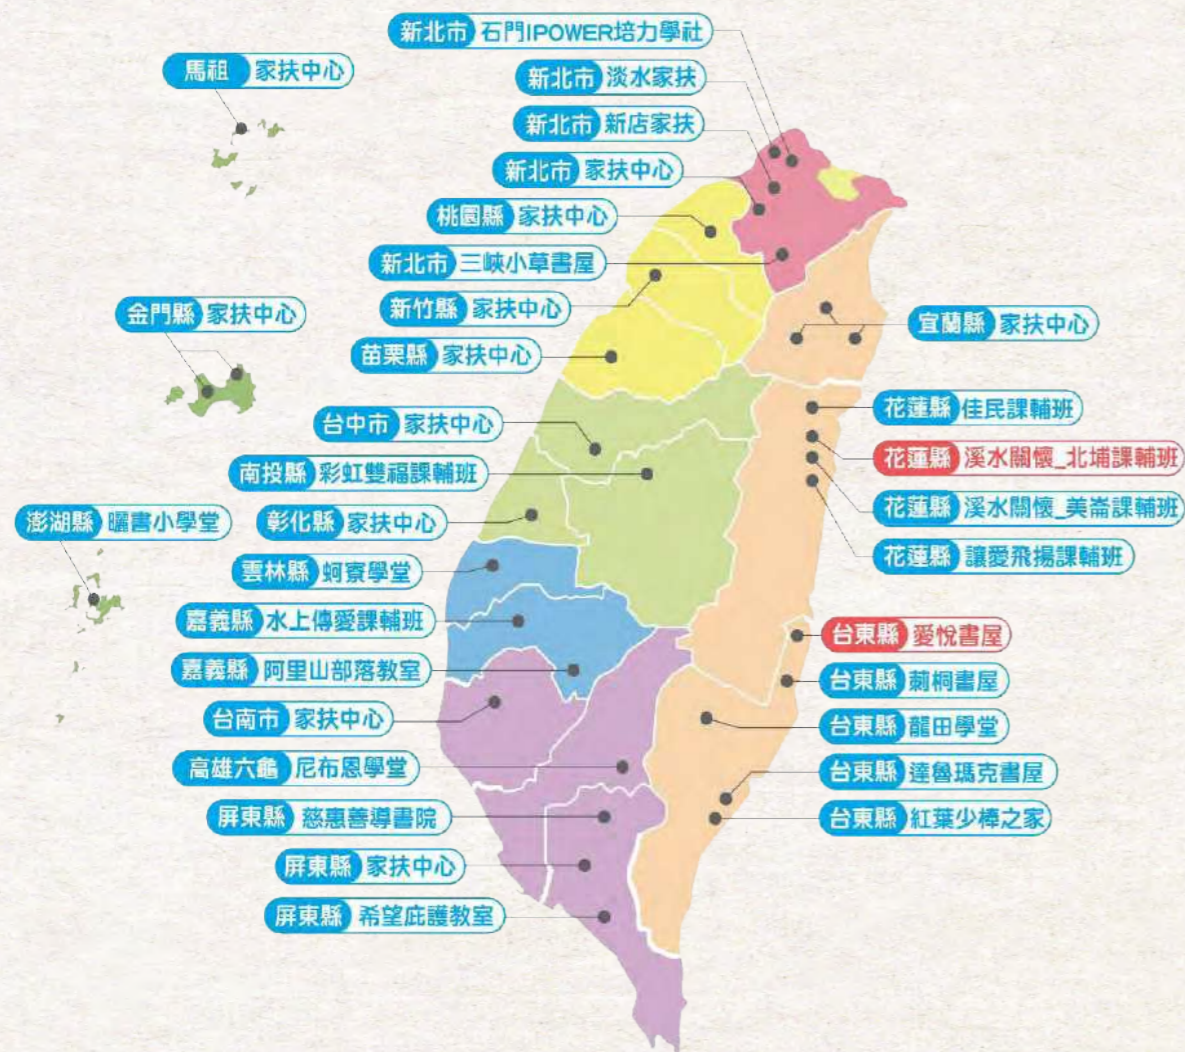 新北市 石門IPOWER培力學社
馬祖 家扶中心
新北市 淡水家扶
新北市 新店家扶
新北市 家扶中心
桃園縣 家扶中心
新北市 三峽小草書屋
新竹縣 家扶中心
金門縣 家扶中心
宜蘭縣 家扶中心
苗栗縣 家扶中心
花蓮縣 佳民課輔班
台中市 家扶中心
花蓮縣 溪水關懷_北埔課輔班
南投縣 彩虹雙福課輔班
花蓮縣 溪水關懷_美崙課輔班
澎湖縣 曬書小學堂
彰化縣 家扶中心
花蓮縣 讓愛飛揚課輔班
雲林縣 蚵寮學堂
嘉義縣 水上傳愛課輔班
台東縣 愛悅書屋
嘉義縣 阿里山部落教室
台東縣 莿桐書屋
台南市 家扶中心
台東縣 龍田學堂
高雄六龜 尼布恩學堂
台東縣 達魯瑪克書屋
屏東縣 慈惠善導書院
台東縣 紅葉少棒之家
屏東縣 家扶中心
屏東縣 希望庇護教室